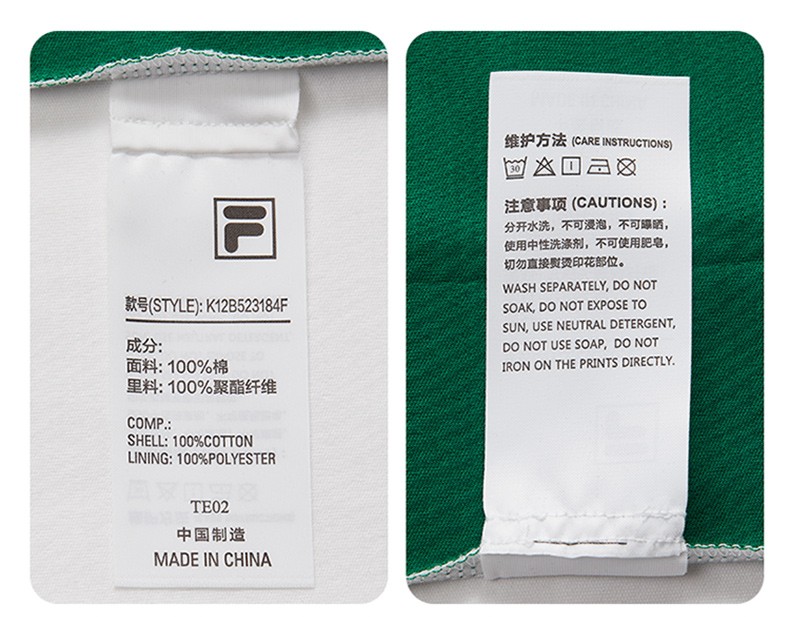 F
款号(STYLE): K12B523184F
成分:
面料: 100%棉
里料: 100%聚酯纤维
COMP.:
SHELL: 100%COTTON
LINING: 100%POLYESTER
TE02
中国制造
MADE IN CHINA
维护方法 (CARE INSTRUCTIONS)
30
注意事项 (CAUTIONS) :
分开水洗，不可浸泡，不可曝晒，
使用中性洗涤剂，不可使用肥皂，
切勿直接熨烫印花部位。
WASH SEPARATELY, DO NOT
SOAK, DO NOT EXPOSE TO
SUN, USE NEUTRAL DETERGENT,
DO NOT USE SOAP,  DO NOT
IRON ON THE PRINTS DIRECTLY.